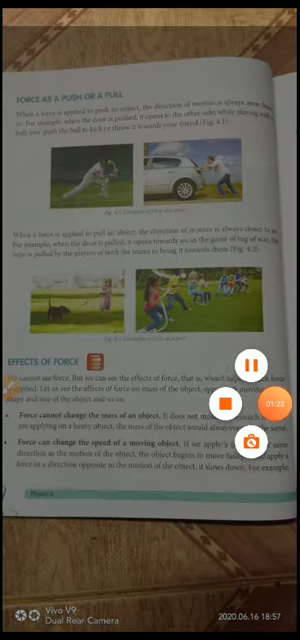 FORCE AS A PUSH OR A PULL
When a force is applied to push an object, the direction of motion is always away from
us. For example, when the door is pushed, it opens to the other side; while playing with a
ball, you push the ball to kick or throw it towards your friend (Fig. 4.1)
Fig. 4.1 Examples of force as a push
When a force is applied to pull an object, the direction of motion is always closer to us.
For example, when the door is pulled, it opens towards us; in the game of tug of war, the
rope is pulled by the players of both the teams to bring it towards them (Fig. 4.2)
Fig. 4.2 Examples of force as a pull
EFFECTS OF FORCE
We cannot see force. But we can see the effects of force, that is, what force
is applied. Let us see the effects of force on mass of the object, moving
shape and size of the object and so on.
• Force cannot change the mass of an object. It does not
are applying on a heavy object, the mass of the object would always the same.
• Force can change the speed of a moving object. If we apply a same
direction as the motion of the object, the object begins to move apply a
force in a direction opposite to the motion of the object, it slows down. For example,
01:23
Vivo V9
Dual Rear Camera
2020.06.16 18:57